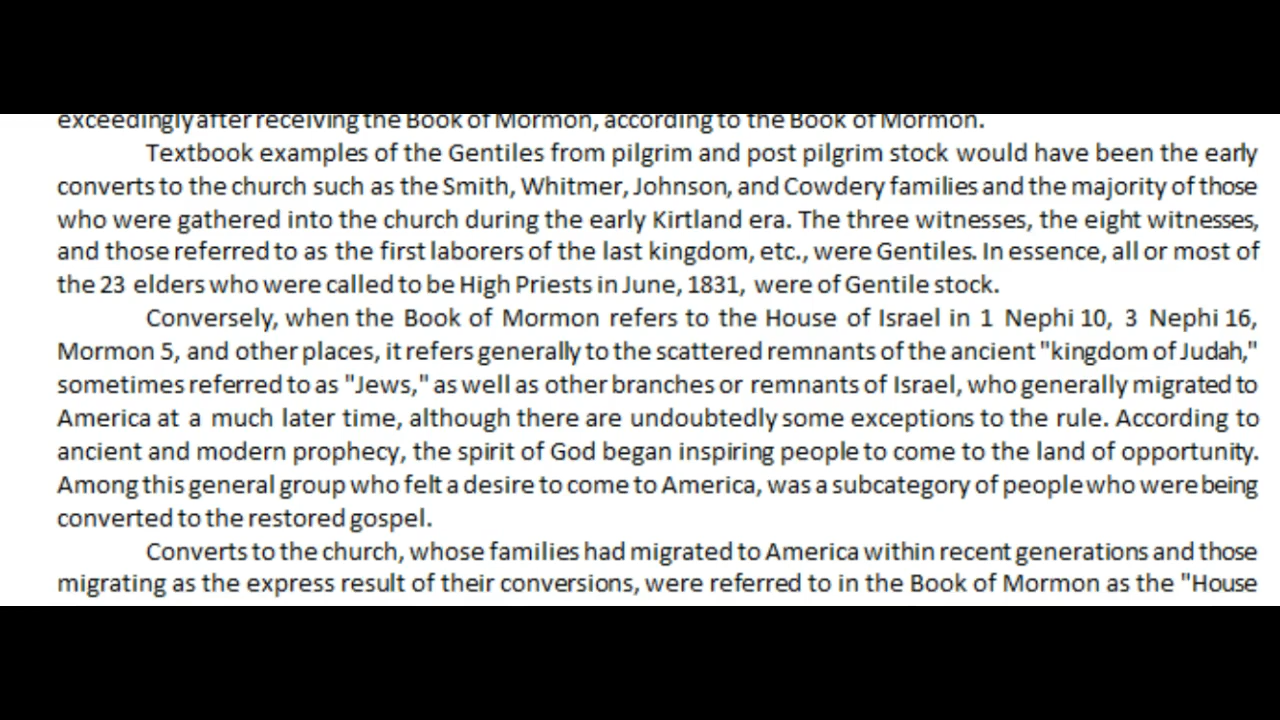 exceedingly after receiving the Book of Mormon, according to the Book of Mormon.
Textbook examples of the Gentiles from pilgrim and post pilgrim stock would have been the early
converts to the church such as the Smith, Whitmer, Johnson, and Cowdery families and the majority of those
who were gathered into the church during the early Kirtland era. The three witnesses, the eight witnesses,
and those referred to as the first laborers of the last kingdom, etc., were Gentiles. In essence, all or most of
the 23 elders who were called to be High Priests in June, 1831, were of Gentile stock.
Conversely, when the Book of Mormon refers to the House of Israel in 1 Nephi 10, 3 Nephi 16,
Mormon 5, and other places, it refers generally to the scattered remnants of the ancient "kingdom of Judah,"
sometimes referred to as "Jews," as well as other branches or remnants of Israel, who generally migrated to
America at a much later time, although there are undoubtedly some exceptions to the rule. According to
ancient and modern prophecy, the spirit of God began inspiring people to come to the land of opportunity.
Among this general group who felt a desire to come to America, was a subcategory of people who were being
converted to the restored gospel.
Converts to the church, whose families had migrated to America within recent generations and those
migrating as the express result of their conversions, were referred to in the Book of Mormon as the "House